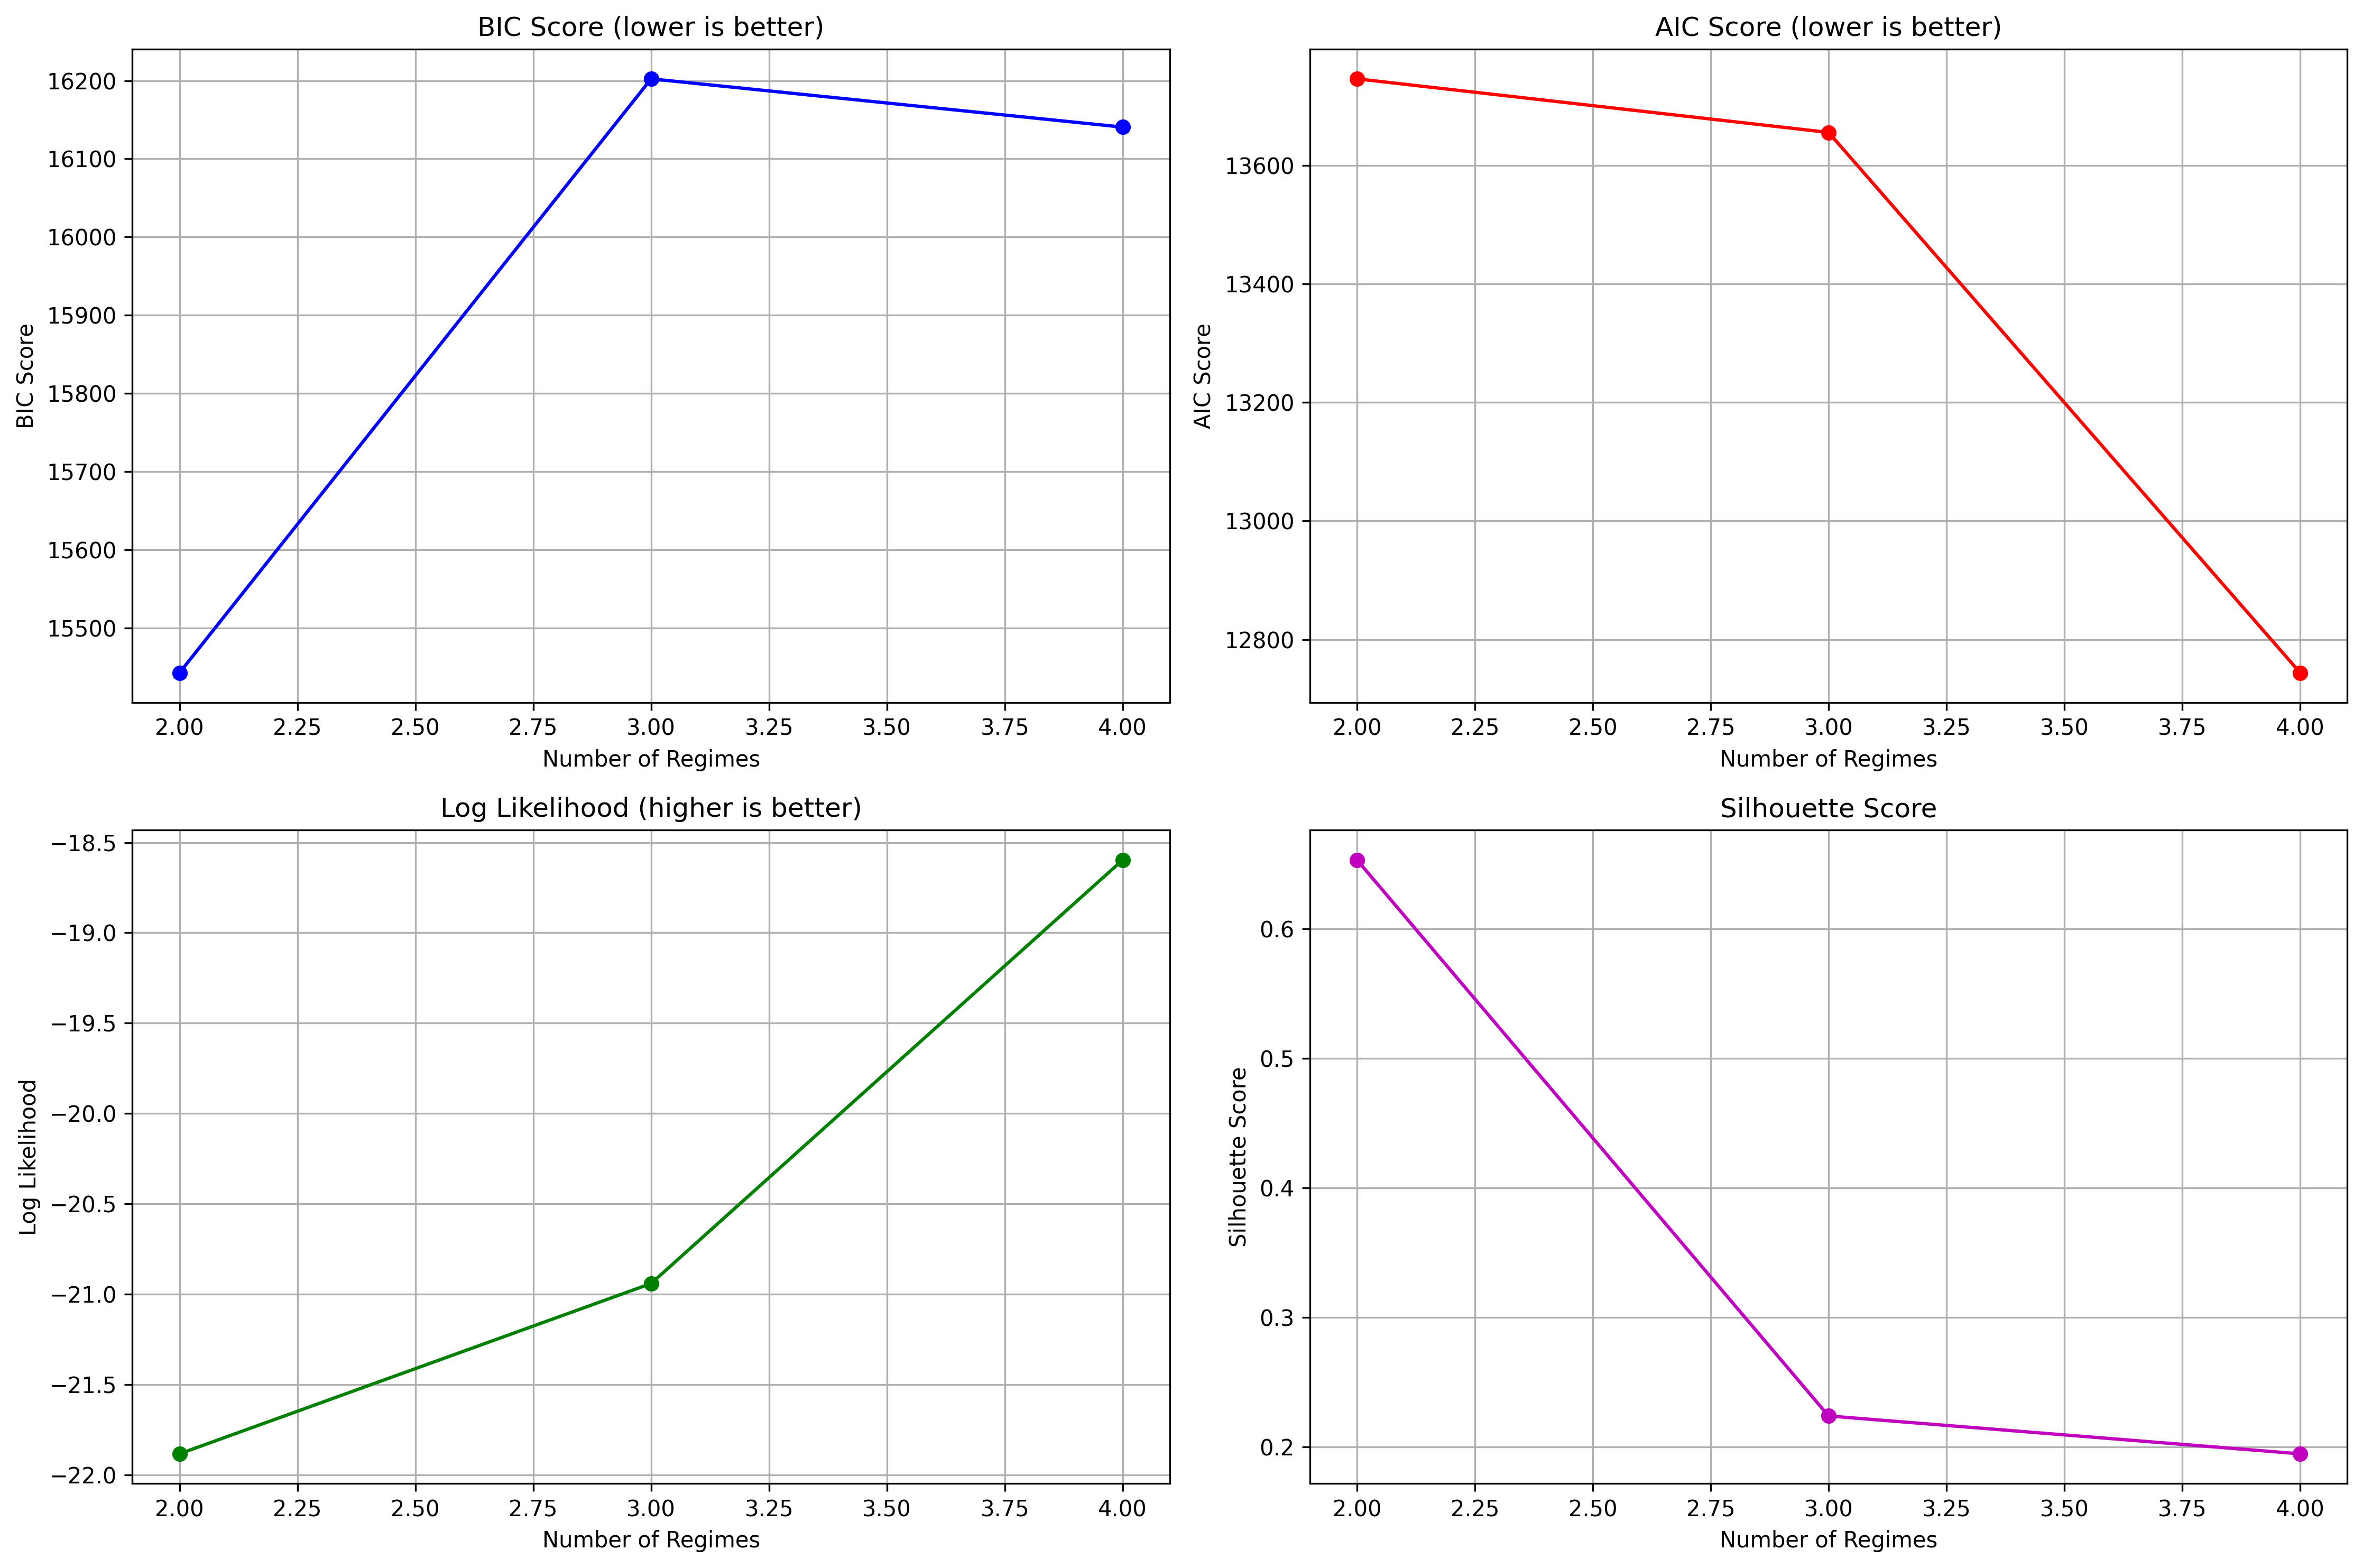 BIC Score (lower is better)
16200
16100
16000
15900
15800
15700
15600
15500
BIC Score
2.00 2.25 2.50 2.75 3.00 3.25 3.50 3.75 4.00
Number of Regimes
AIC Score (lower is better)
13600
13400
13200
13000
12800
AIC Score
2.00 2.25 2.50 2.75 3.00 3.25 3.50 3.75 4.00
Number of Regimes
Log Likelihood (higher is better)
−18.5
−19.0
−19.5
−20.0
−20.5
−21.0
−21.5
−22.0
Log Likelihood
2.00 2.25 2.50 2.75 3.00 3.25 3.50 3.75 4.00
Number of Regimes
Silhouette Score
0.6
0.5
0.4
0.3
0.2
Silhouette Score
2.00 2.25 2.50 2.75 3.00 3.25 3.50 3.75 4.00
Number of Regimes